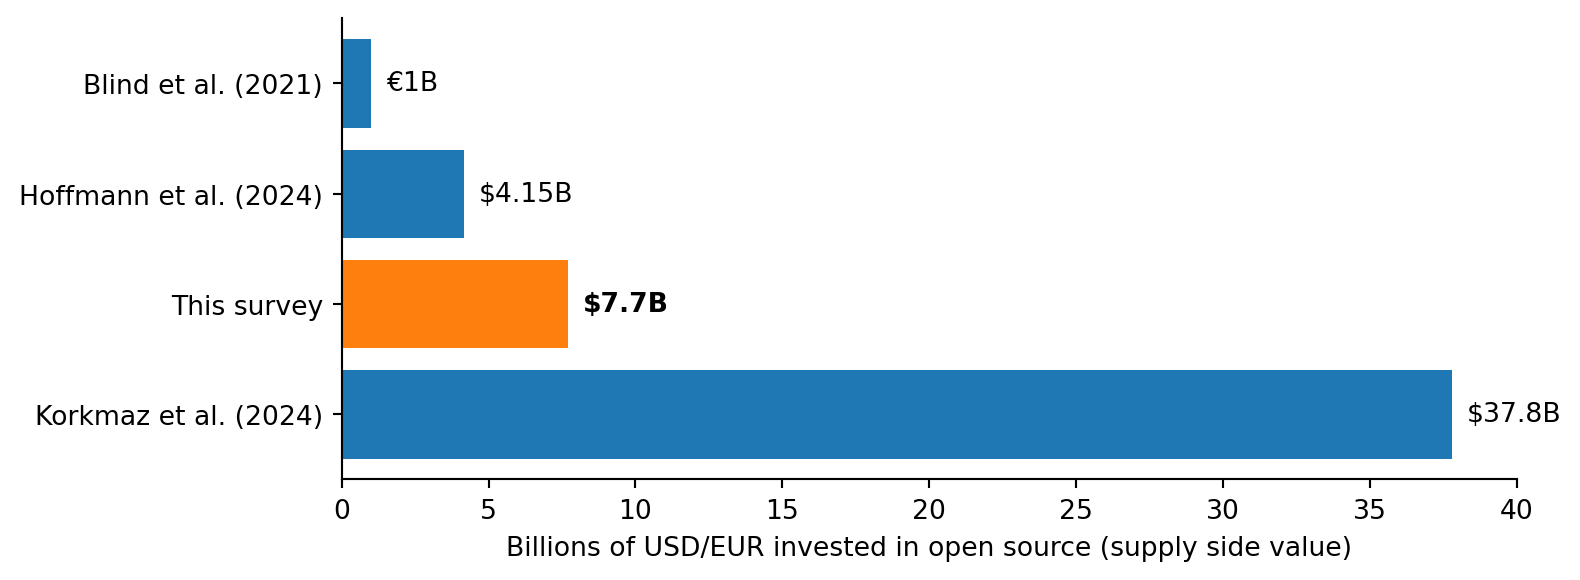 Blind et al. (2021)
€1B
Hoffmann et al. (2024)
$4.15B
This survey
$7.7B
Korkmaz et al. (2024)
$37.8B
0 5 10 15 20 25 30 35 40
Billions of USD/EUR invested in open source (supply side value)